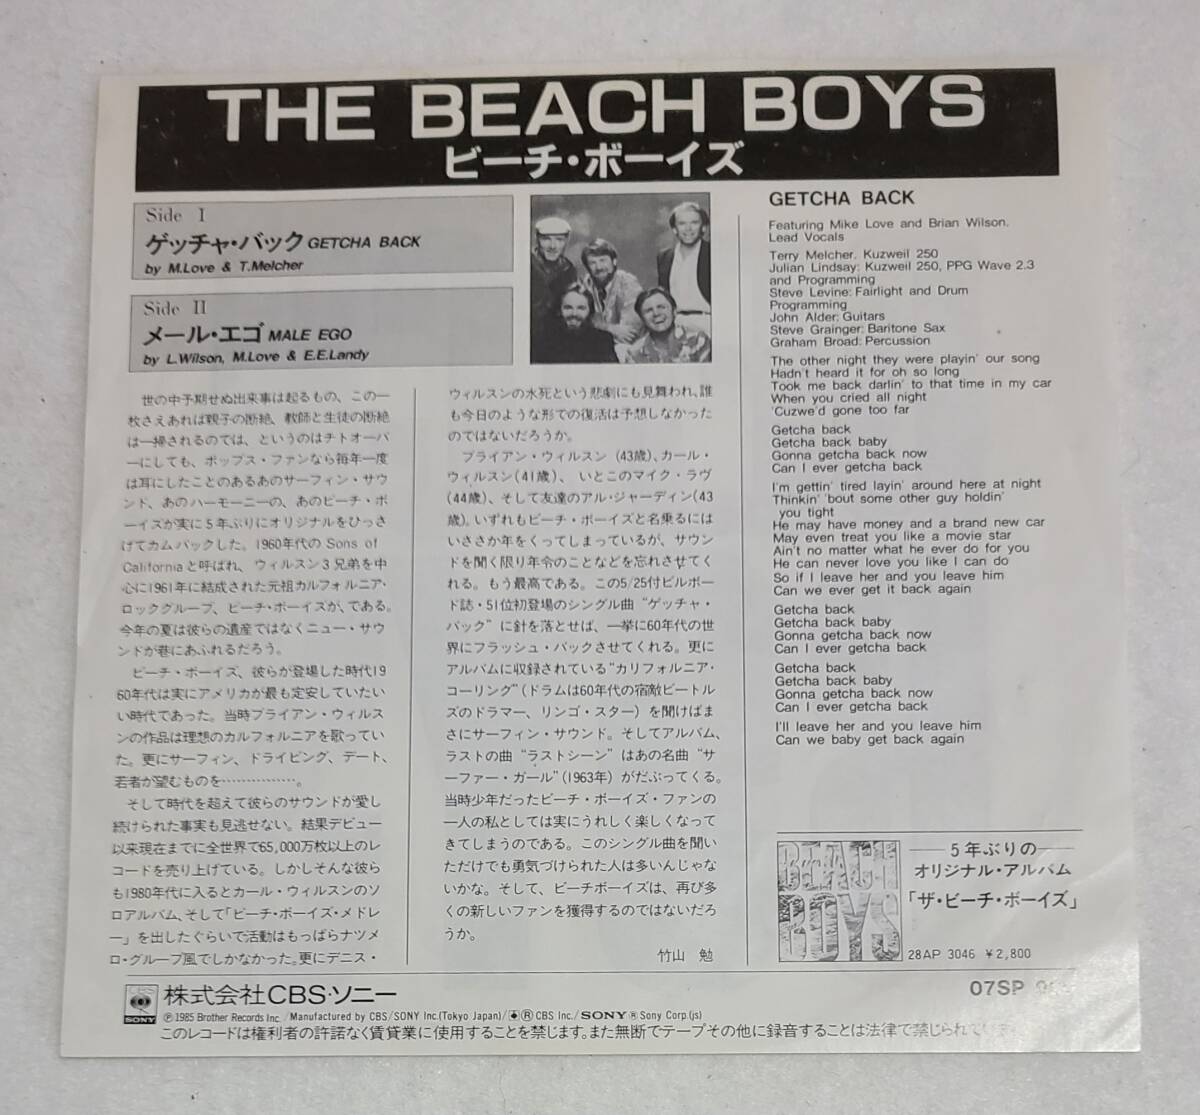 THE BEACH BOYS
ビーチ・ボーイズ
Side I
ゲッチャ・バック GETCHA BACK
by M.Love & T.Melcher
Side II
メール・エゴ MALE EGO
by L.Wilson, M.Love & E.E.Landy
世の中予期せぬ出来事は起るもの、この一
枚さえあれば親子の断絶、教師と生徒の断絶
は一掃されるのでは、というのはチトオーバ
ーにしても、ポップス・ファンなら毎年一度
は耳にしたことのあるあのサーフィン・サウ
ンド、あのハーモニーの、あのビーチ・ボ
ーイズが実に5年ぶりにオリジナルをひっさ
げてカムバックした。1960年代のSons of
Californiaと呼ばれ、ウィルスン3兄弟を中
心に1961年に結成された元祖カルフォルニア・
ロックグループ、ビーチ・ボーイズが、である。
今年の夏は彼らの遺産ではなくニュー・サウ
ンドが巷にあふれるだろう。
ビーチ・ボーイズ、彼らが登場した時代19
60年代は実にアメリカが最も定安していたい
い時代であった。当時ブライアン・ウィルス
ンの作品は理想のカルフォルニアを歌ってい
た。更にサーフィン、ドライビング、デート、
若者が望むものを……………。
そして時代を超えて彼らのサウンドが愛し
続けられた事実も見逃せない。結果デビュー
以来現在までに全世界で65,000万枚以上のレ
コードを売り上げている。しかしそんな彼ら
も1980年代に入るとカール・ウィルスンのソ
ロアルバム、そして「ビーチ・ボーイズ・メドレ
ー」を出したぐらいで活動はもっぱらナツメ
ロ・グループ風でしかなかった。更にデニス・
ウィルスンの水死という悲劇にも見舞われ、誰
も今日のような形での復活は予想しなかった
のではないだろうか。
ブライアン・ウィルスン (43歳)、カール・
ウィルスン(41歳)、いとこのマイク・ラヴ
(44歳)、そして友達のアル・ジャーディン(43
歳)。いずれもビーチ・ボーイズと名乗るには
いささか年をくってしまっているが、サウン
ドを聞く限り年令のことなどを忘れさせてく
れる。もう最高である。この5/25付ビルボー
ド誌・51位初登場のシングル曲“ゲッチャ・
バック”に針を落とせば、一挙に60年代の世
界にフラッシュ・バックさせてくれる。更に
アルバムに収録されている“カリフォルニア・
コーリング”(ドラムは60年代の宿敵ビートル
ズのドラマー、リンゴ・スター) を聞けばま
さにサーフィン・サウンド。そしてアルバム、
ラストの曲“ラストシーン”はあの名曲“サ
ーファー・ガール”(1963年) がだぶってくる。
当時少年だったビーチ・ボーイズ・ファンの
一人の私としては実にうれしく楽しくなって
きてしまうのである。このシングル曲を聞い
ただけでも勇気づけられた人は多いんじゃな
いかな。そして、ビーチボーイズは、再び多
くの新しいファンを獲得するのではないだろ
うか。
竹山 勉
GETCHA BACK
Featuring Mike Love and Brian Wilson.
Lead Vocals
Terry Melcher. Kuzweil 250
Julian Lindsay: Kuzweil 250, PPG Wave 2.3
and Programming
Steve Levine: Fairlight and Drum
Programming
John Alder: Guitars
Steve Grainger: Baritone Sax
Graham Broad: Percussion
The other night they were playin' our song
Hadn't heard it for oh so long
Took me back darlin' to that time in my car
When you cried all night
'Cuzwe'd gone too far
Getcha back
Getcha back baby
Gonna getcha back now
Can I ever getcha back
I'm gettin' tired layin' around here at night
Thinkin' 'bout some other guy holdin'
you tight
He may have money and a brand new car
May even treat you like a movie star
Ain't no matter what he ever do for you
He can never love you like I can do
So if I leave her and you leave him
Can we ever get it back again
Getcha back
Getcha back baby
Gonna getcha back now
Can I ever getcha back
Getcha back
Getcha back baby
Gonna getcha back now
Can I ever getcha back
I'll leave her and you leave him
Can we baby get back again
BEACH
BOYS
5年ぶりの
オリジナル・アルバム
「ザ・ビーチ・ボーイズ」
28AP 3046 ¥2,800
CBS
SONY
株式会社CBS・ソニー
07SP
Ⓟ1985 Brother Records Inc. /Manufactured by CBS/SONY Inc.(Tokyo Japan)/ ® CBS Inc./ SONY ® Sony Corp.(js)
このレコードは権利者の許諾なく賃貸業に使用することを禁じます。また無断でテープその他に録音することは法律で禁じられて